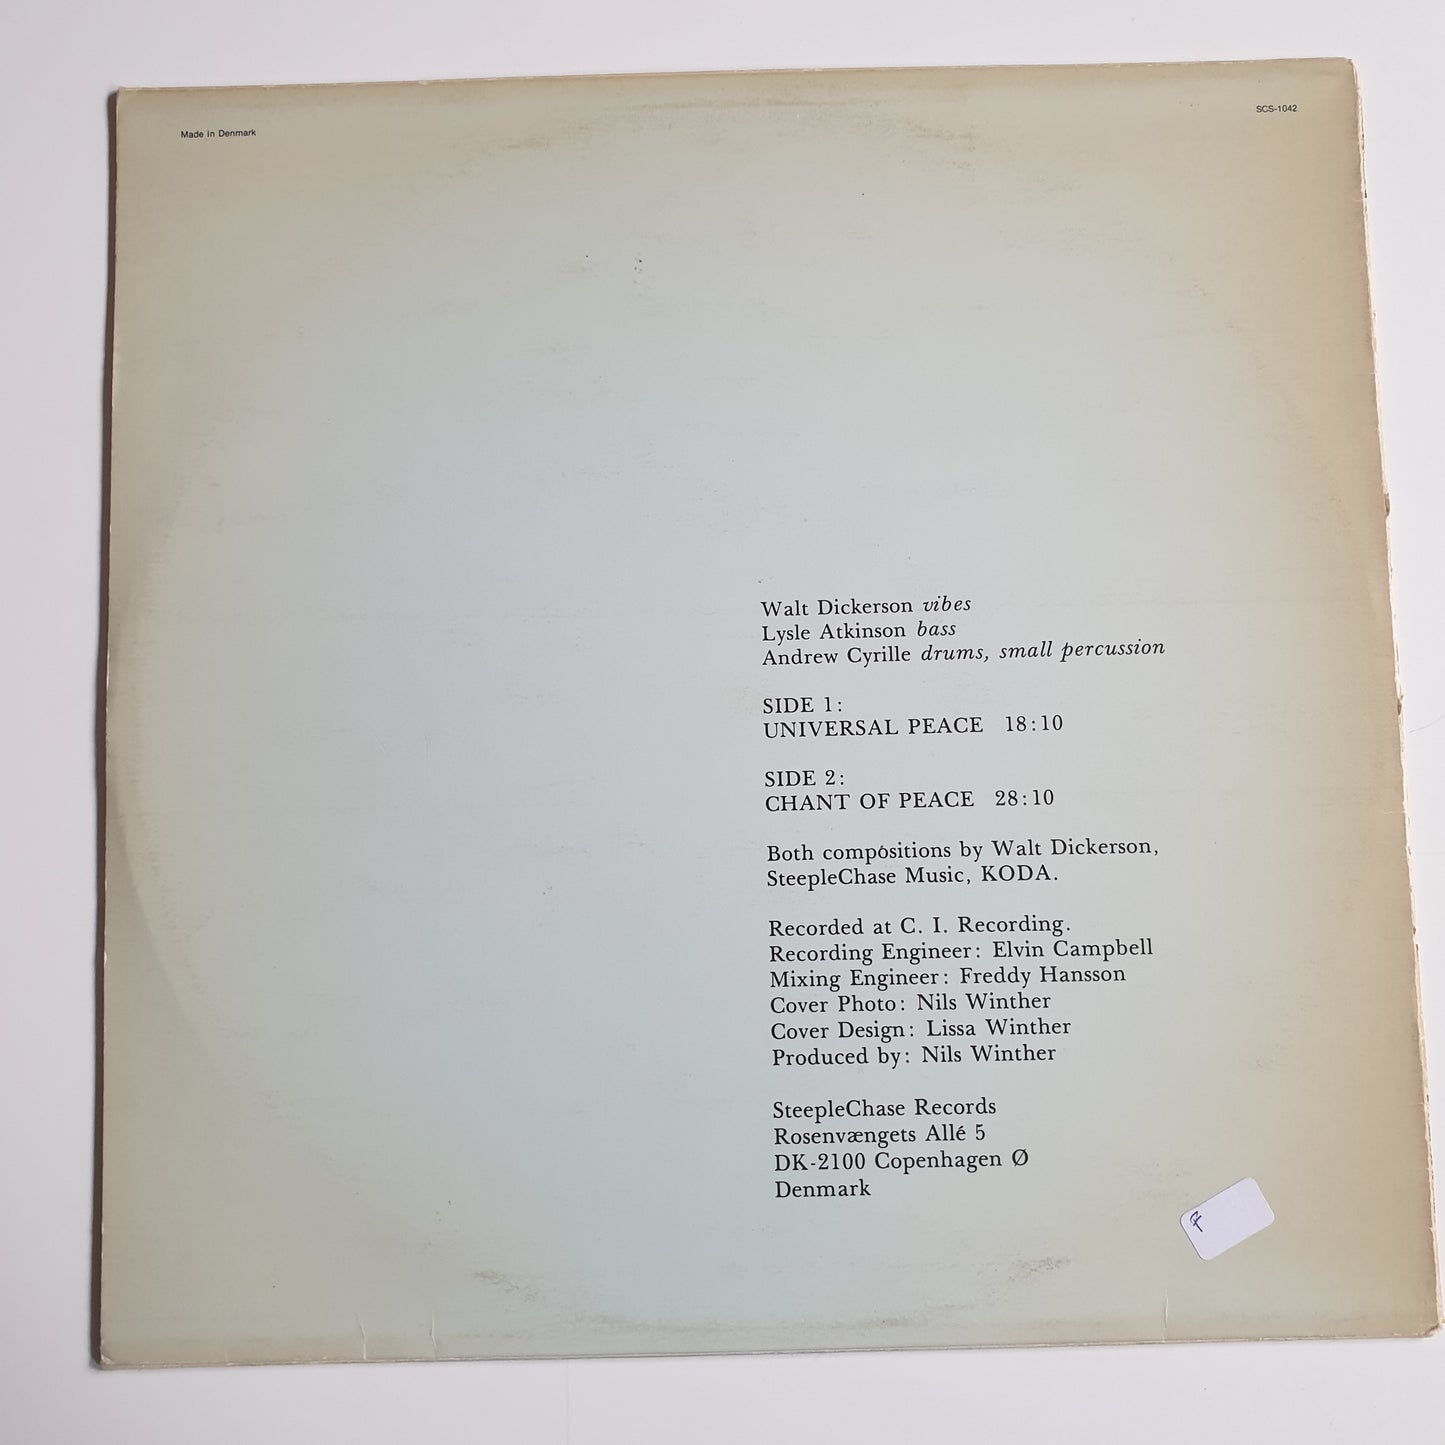 Made in Denmark
SCS-1042
Walt Dickerson vibes
Lysle Atkinson bass
Andrew Cyrille drums, small percussion
SIDE 1:
UNIVERSAL PEACE 18:10
SIDE 2:
CHANT OF PEACE 28:10
Both compositions by Walt Dickerson,
SteepleChase Music, KODA.
Recorded at C. I. Recording.
Recording Engineer: Elvin Campbell
Mixing Engineer: Freddy Hansson
Cover Photo: Nils Winther
Cover Design: Lissa Winther
Produced by: Nils Winther
SteepleChase Records
Rosenvængets Allé 5
DK-2100 Copenhagen Ø
Denmark